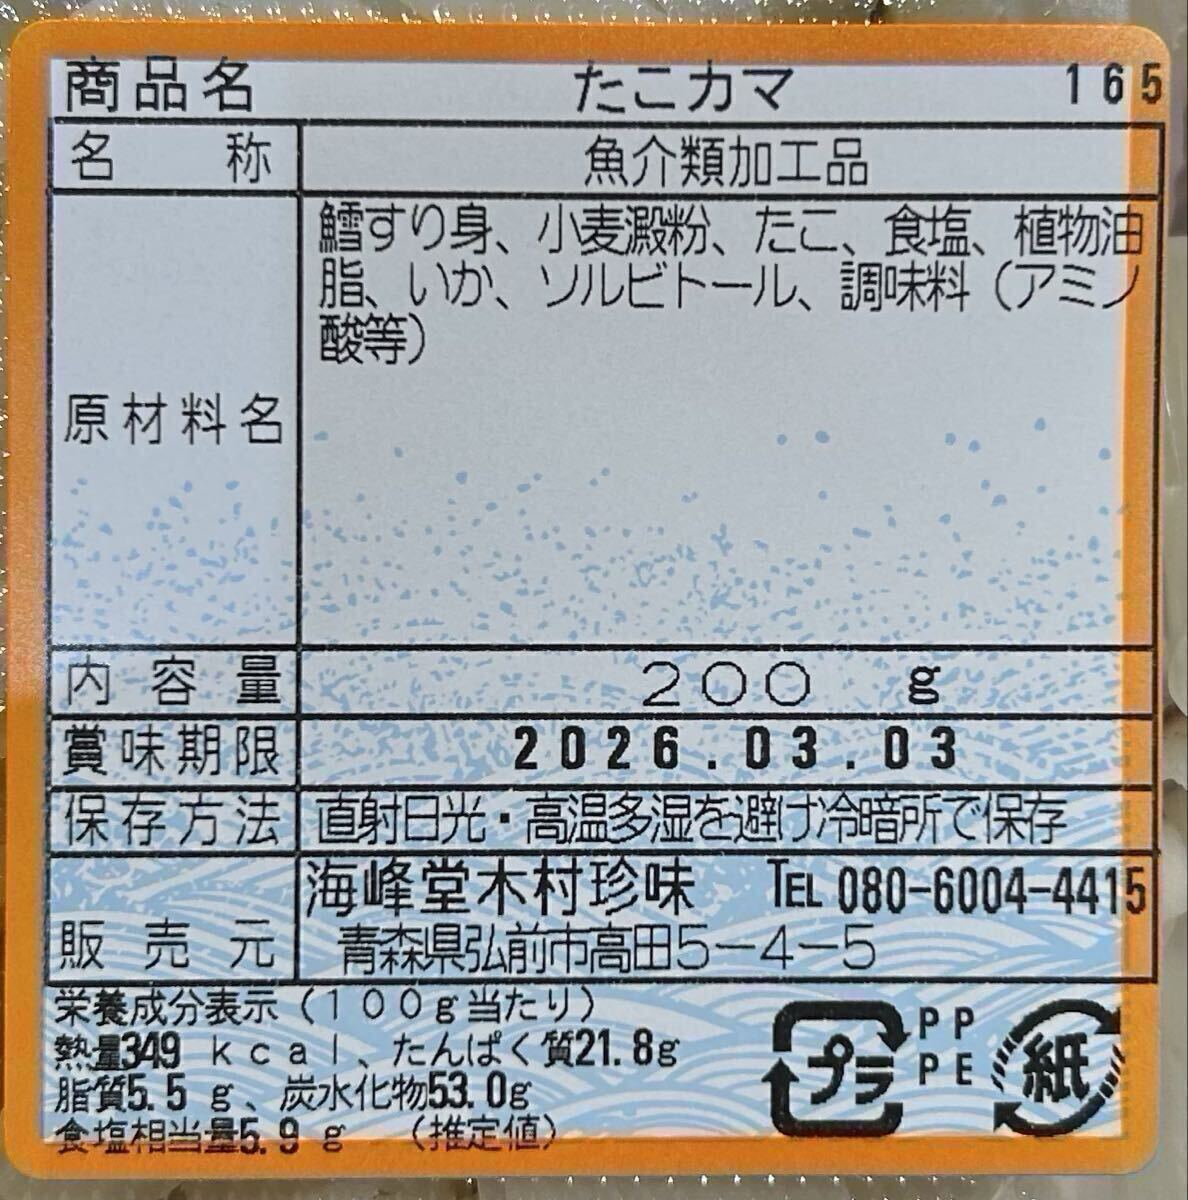 商品名 たこカマ 165
名称 魚介類加工品
原材料名 鱈すり身、小麦澱粉、たこ、食塩、植物油
脂、いか、ソルビトール、調味料（アミノ
酸等）
内容量 200 g
賞味期限 2026.03.03
保存方法 直射日光・高温多湿を避け冷暗所で保存
販売元 海峰堂木村珍味 TEL 080-6004-4415
青森県弘前市高田5-4-5
栄養成分表示（100g当たり）
熱量349 kcal、たんぱく質21.8g
脂質5.5 g、炭水化物53.0g
食塩相当量5.9 g （推定値）
プラ PP
PE
紙